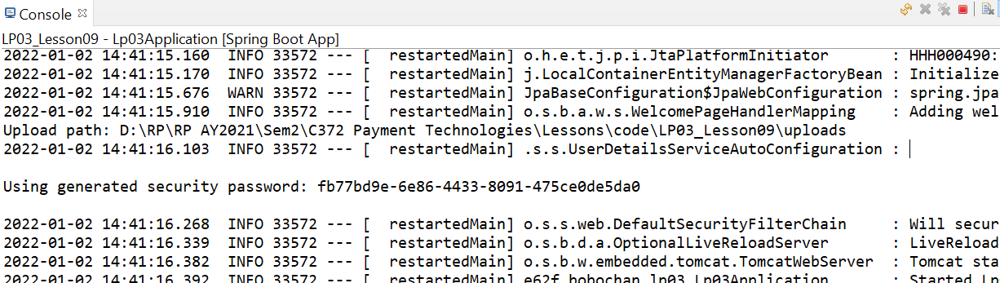 Console
LP03_Lesson09 - Lp03Application [Spring Boot App]
2022-01-02 14:41:15.160  INFO 33572 --- [  restartedMain] o.h.e.t.j.p.i.JtaPlatformInitiator       : HHH000490:
2022-01-02 14:41:15.170  INFO 33572 --- [  restartedMain] j.LocalContainerEntityManagerFactoryBean : Initialize
2022-01-02 14:41:15.676  WARN 33572 --- [  restartedMain] JpaBaseConfiguration$JpaWebConfiguration : spring.jpa
2022-01-02 14:41:15.910  INFO 33572 --- [  restartedMain] o.s.b.a.w.s.WelcomePageHandlerMapping    : Adding wel
Upload path: D:\RP\RP AY2021\Sem2\C372 Payment Technologies\Lessons\code\LP03_Lesson09\uploads
2022-01-02 14:41:16.103  INFO 33572 --- [  restartedMain] .s.s.UserDetailsServiceAutoConfiguration :
Using generated security password: fb77bd9e-6e86-4433-8091-475ce0de5da0
2022-01-02 14:41:16.268  INFO 33572 --- [  restartedMain] o.s.s.web.DefaultSecurityFilterChain     : Will secur
2022-01-02 14:41:16.339  INFO 33572 --- [  restartedMain] o.s.b.d.a.OptionalLiveReloadServer       : LiveReload
2022-01-02 14:41:16.382  INFO 33572 --- [  restartedMain] o.s.b.w.embedded.tomcat.TomcatWebServer  : Tomcat sta
2022-01-02 14:41:16.392  INFO 33572 --- [  restartedMain] e62f.bobochan.lp03.Lp03Application       : Started Lp